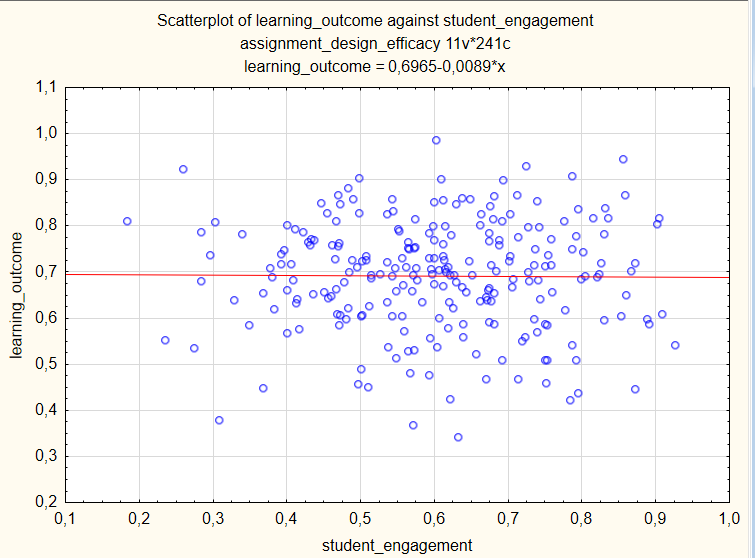 Scatterplot of learning_outcome against student_engagement
assignment_design_efficacy 11v*241c
learning_outcome = 0,6965-0,0089*x
1,1
1,0
0,9
0,8
0,7
0,6
0,5
0,4
0,3
0,2
learning_outcome
0,1 0,2 0,3 0,4 0,5 0,6 0,7 0,8 0,9 1,0
student_engagement